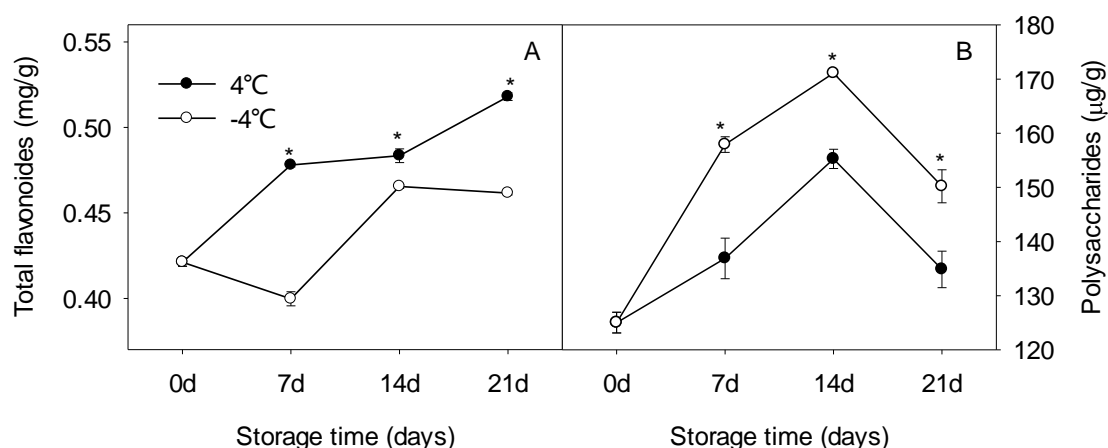 Total flavonoides (mg/g)
0.55
0.50
0.45
0.40
4℃
-4℃
A
*
*
*
0d
7d
14d
21d
Storage time (days)
B
*
*
*
0d
7d
14d
21d
Storage time (days)
180
170
160
150
140
130
120
Polysaccharides (μg/g)